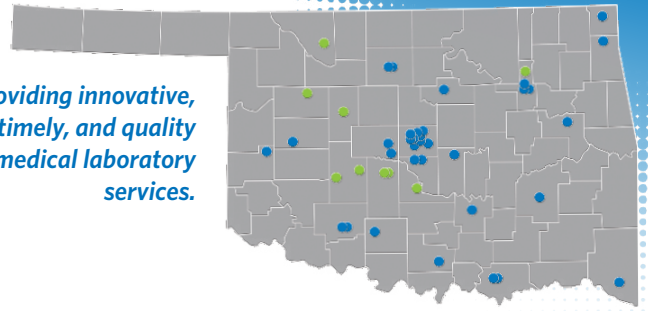 oviding innovative,
timely, and quality
medical laboratory
services.